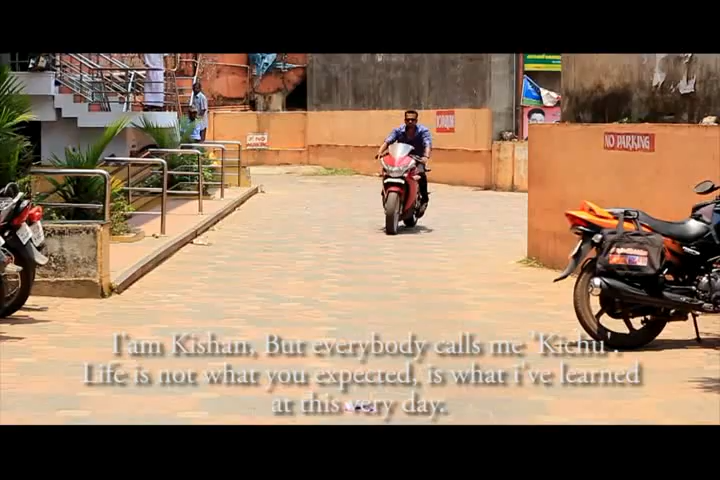 NO PARKING
I'am Kishan, But everybody calls me 'Kichu'.
Life is not what you expected, is what i've learned
at this very day.